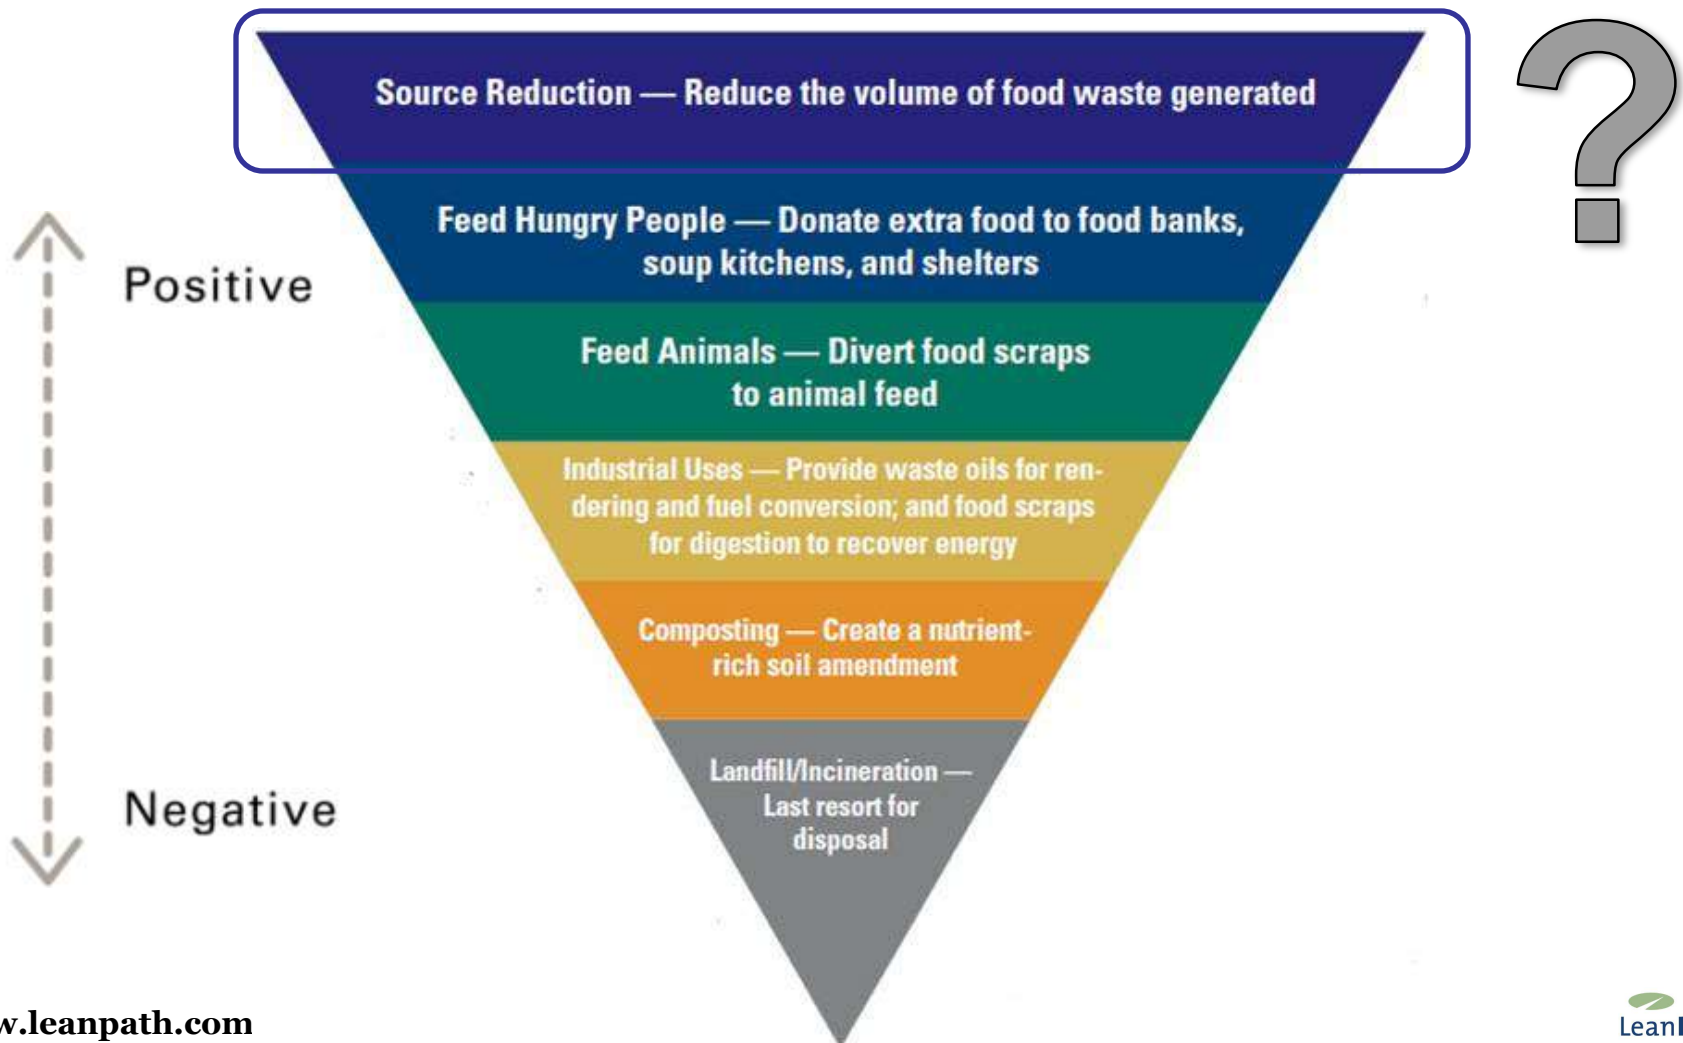 Source Reduction — Reduce the volume of food waste generated
?
Feed Hungry People — Donate extra food to food banks,
soup kitchens, and shelters
Positive
Feed Animals — Divert food scraps
to animal feed
Industrial Uses — Provide waste oils for ren-
dering and fuel conversion; and food scraps
for digestion to recover energy
Composting — Create a nutrient-
rich soil amendment
Landfill/Incineration —
Last resort for
disposal
Negative
w.leanpath.com
Lean